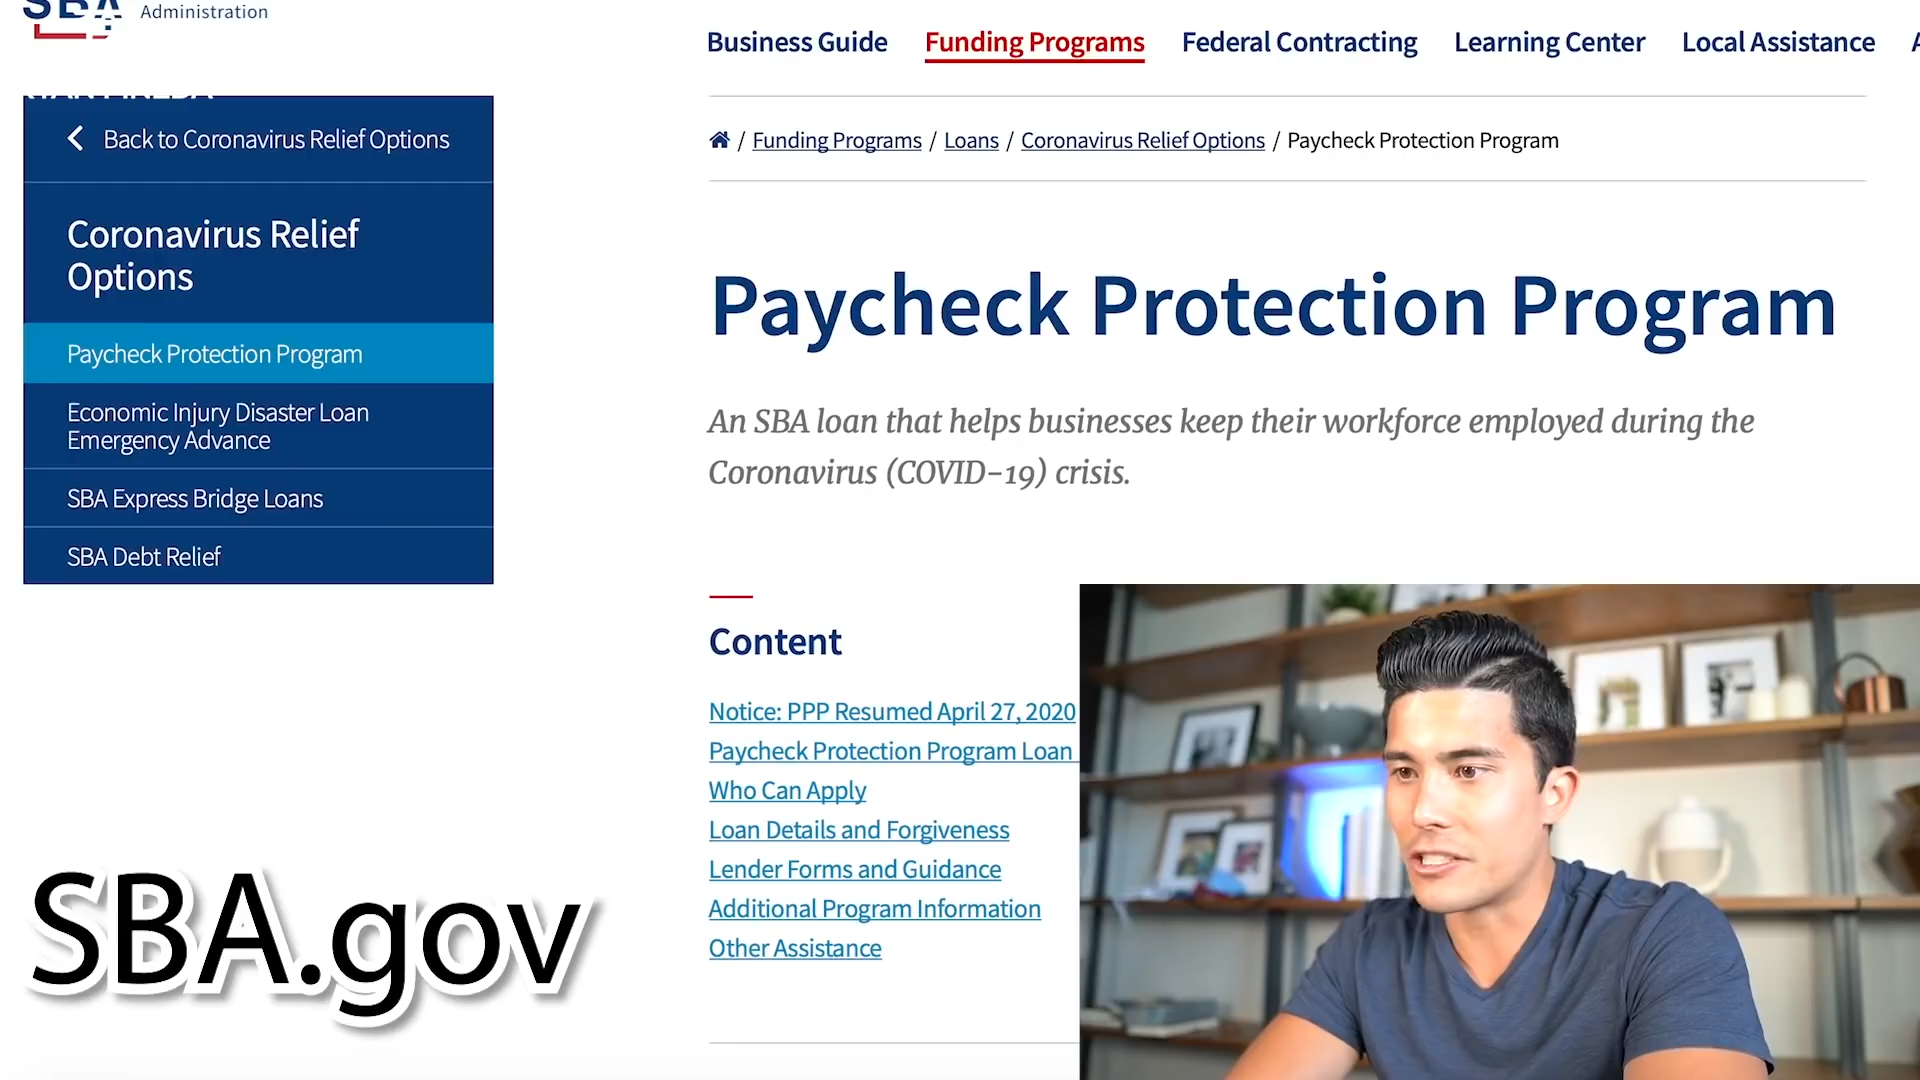 SBA
Administration
Business Guide
Funding Programs
Federal Contracting
Learning Center
Local Assistance
Back to Coronavirus Relief Options
/ Funding Programs / Loans / Coronavirus Relief Options / Paycheck Protection Program
Coronavirus Relief
Options
Paycheck Protection Program
Economic Injury Disaster Loan
Emergency Advance
SBA Express Bridge Loans
SBA Debt Relief
Paycheck Protection Program
An SBA loan that helps businesses keep their workforce employed during the
Coronavirus (COVID-19) crisis.
Content
Notice: PPP Resumed April 27, 2020
Paycheck Protection Program Loan
Who Can Apply
Loan Details and Forgiveness
Lender Forms and Guidance
Additional Program Information
Other Assistance
SBA.gov